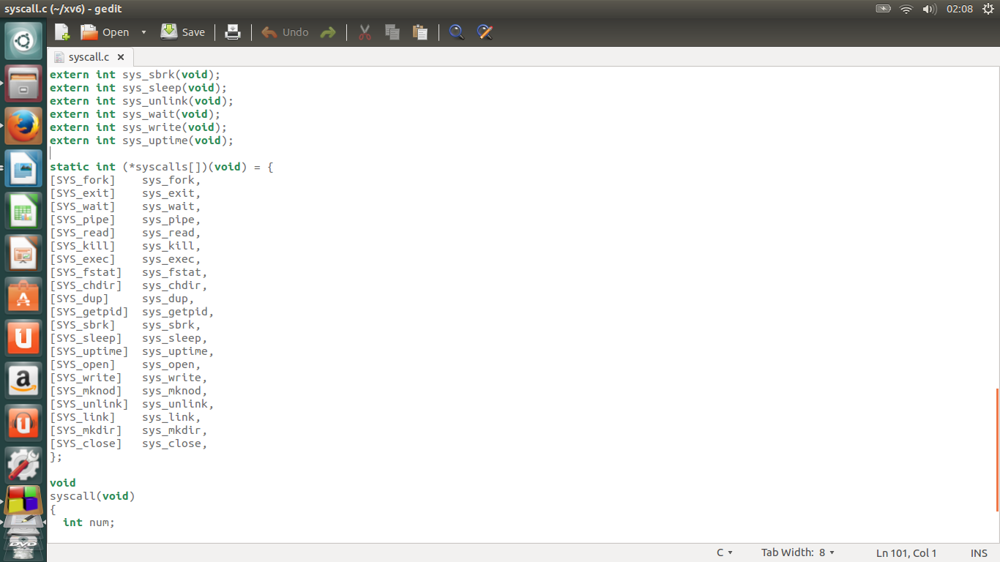 syscall.c (~/xv6) - gedit
02:08
Open
Save
Undo
syscall.c
extern int sys_sbrk(void);
extern int sys_sleep(void);
extern int sys_unlink(void);
extern int sys_wait(void);
extern int sys_write(void);
extern int sys_uptime(void);
static int (*syscalls[])(void) = {
[SYS_fork]    sys_fork,
[SYS_exit]    sys_exit,
[SYS_wait]    sys_wait,
[SYS_pipe]    sys_pipe,
[SYS_read]    sys_read,
[SYS_kill]    sys_kill,
[SYS_exec]    sys_exec,
[SYS_fstat]   sys_fstat,
[SYS_chdir]   sys_chdir,
[SYS_dup]     sys_dup,
[SYS_getpid]  sys_getpid,
[SYS_sbrk]    sys_sbrk,
[SYS_sleep]   sys_sleep,
[SYS_uptime]  sys_uptime,
[SYS_open]    sys_open,
[SYS_write]   sys_write,
[SYS_mknod]   sys_mknod,
[SYS_unlink]  sys_unlink,
[SYS_link]    sys_link,
[SYS_mkdir]   sys_mkdir,
[SYS_close]   sys_close,
};
void
syscall(void)
{
  int num;
C
Tab Width: 8
Ln 101, Col 1
INS
DVD